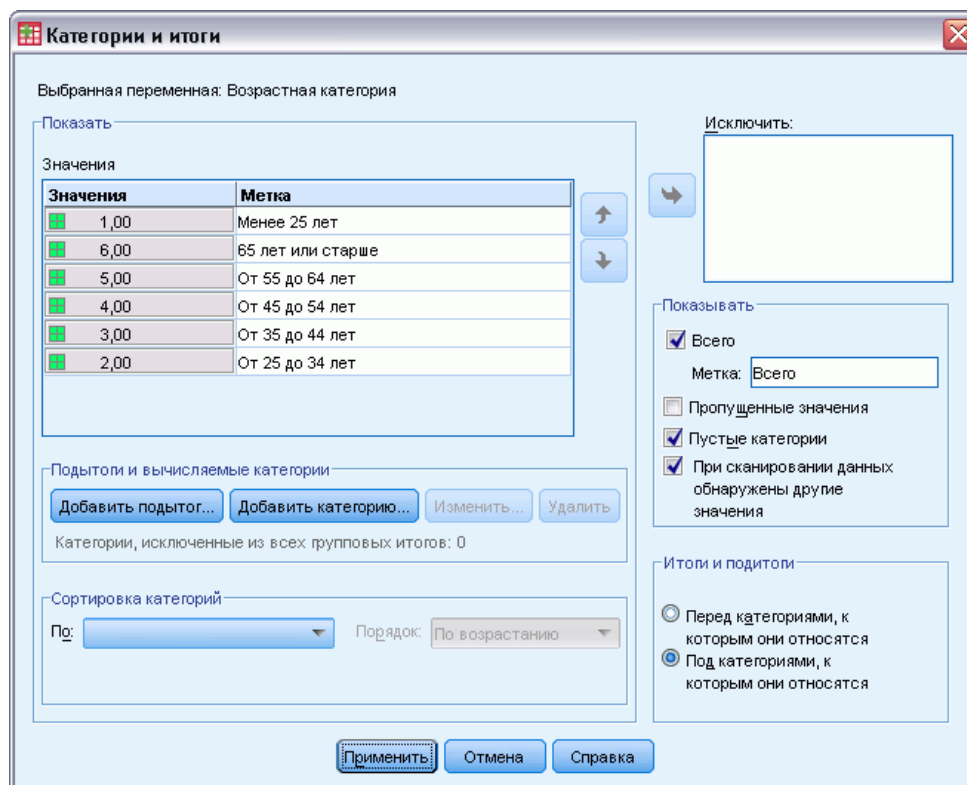 Категории и итоги
Выбранная переменная: Возрастная категория
Показать
Значения
Значения Метка
1,00 Менее 25 лет
6,00 65 лет или старше
5,00 От 55 до 64 лет
4,00 От 45 до 54 лет
3,00 От 35 до 44 лет
2,00 От 25 до 34 лет
Подытоги и вычисляемые категории
Добавить подытог... Добавить категорию... Изменить... Удалить
Категории, исключенные из всех групповых итогов: 0
Сортировка категорий
По: Порядок: По возрастанию
Исключить:
Показывать
Всего
Метка: Всего
Пропущенные значения
Пустые категории
При сканировании данных
обнаружены другие
значения
Итоги и подитоги
Перед категориями, к
которым они относятся
Под категориями, к
которым они относятся
Применить Отмена Справка